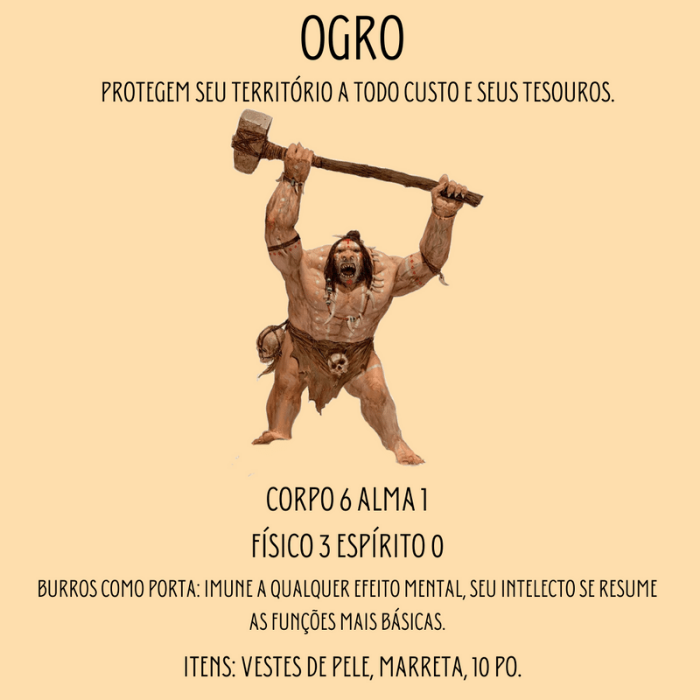 OGRO
PROTEGEM SEU TERRITÓRIO A TODO CUSTO E SEUS TESOUROS.
CORPO 6 ALMA 1
FÍSICO 3 ESPÍRITO 0
BURROS COMO PORTA: IMUNE A QUALQUER EFEITO MENTAL, SEU INTELECTO SE RESUME
AS FUNÇÕES MAIS BÁSICAS.
ITENS: VESTES DE PELE, MARRETA, 10 PO.